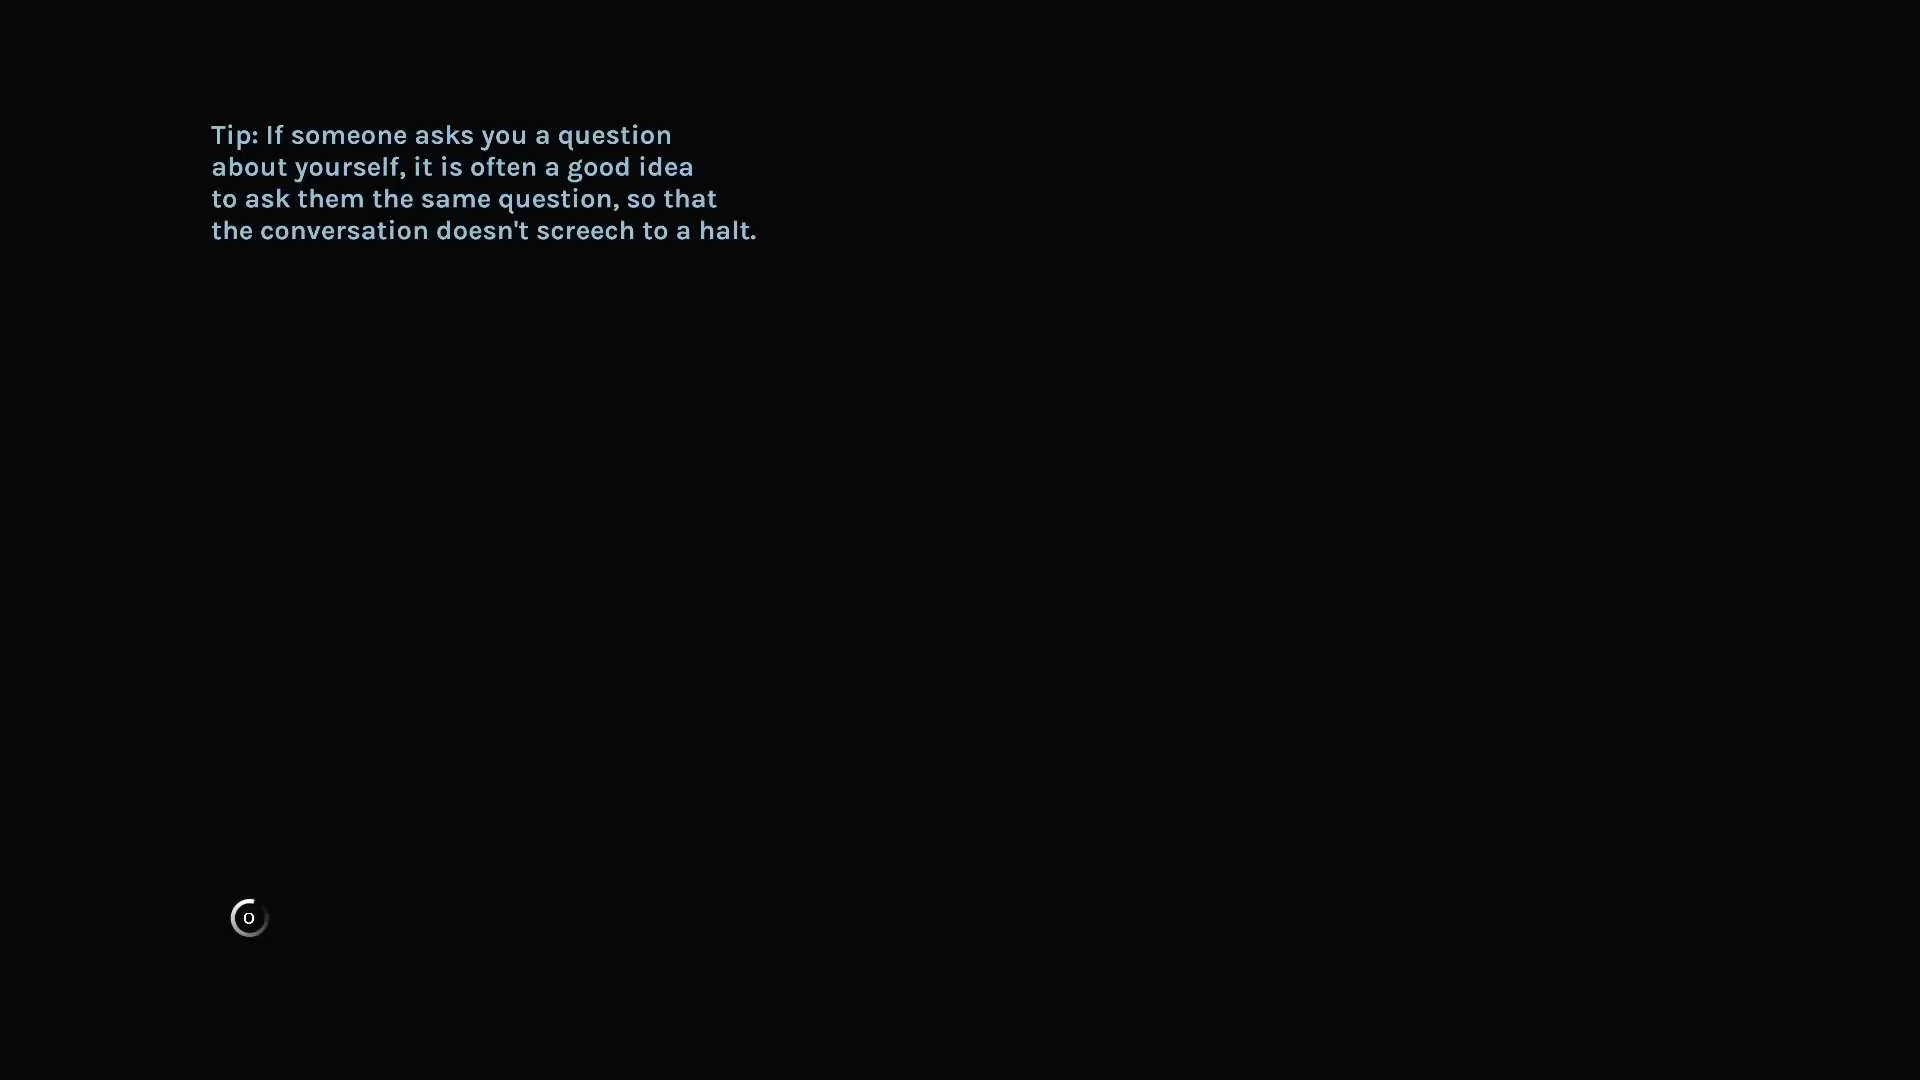 Tip: If someone asks you a question
about yourself, it is often a good idea
to ask them the same question, so that
the conversation doesn't screech to a halt.
0